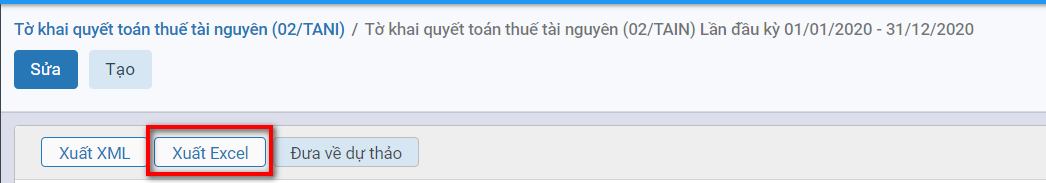 Tờ khai quyết toán thuế tài nguyên (02/TANI) / Tờ khai quyết toán thuế tài nguyên (02/TAIN) Lần đầu kỳ 01/01/2020 - 31/12/2020
Sửa Tạo
Xuất XML Xuất Excel Đưa về dự thảo